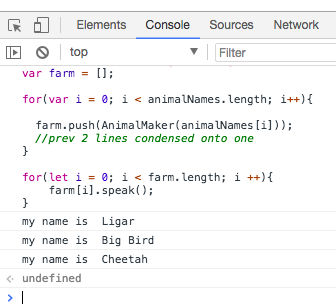 Elements Console Sources Network
top ▼ Filter
var farm = [];
for(var i = 0; i < animalNames.length; i++){
farm.push(AnimalMaker(animalNames[i]));
//prev 2 lines condensed onto one
}
for(let i = 0; i < farm.length; i ++){
farm[i].speak();
}
my name is  Ligar
my name is  Big Bird
my name is  Cheetah
undefined